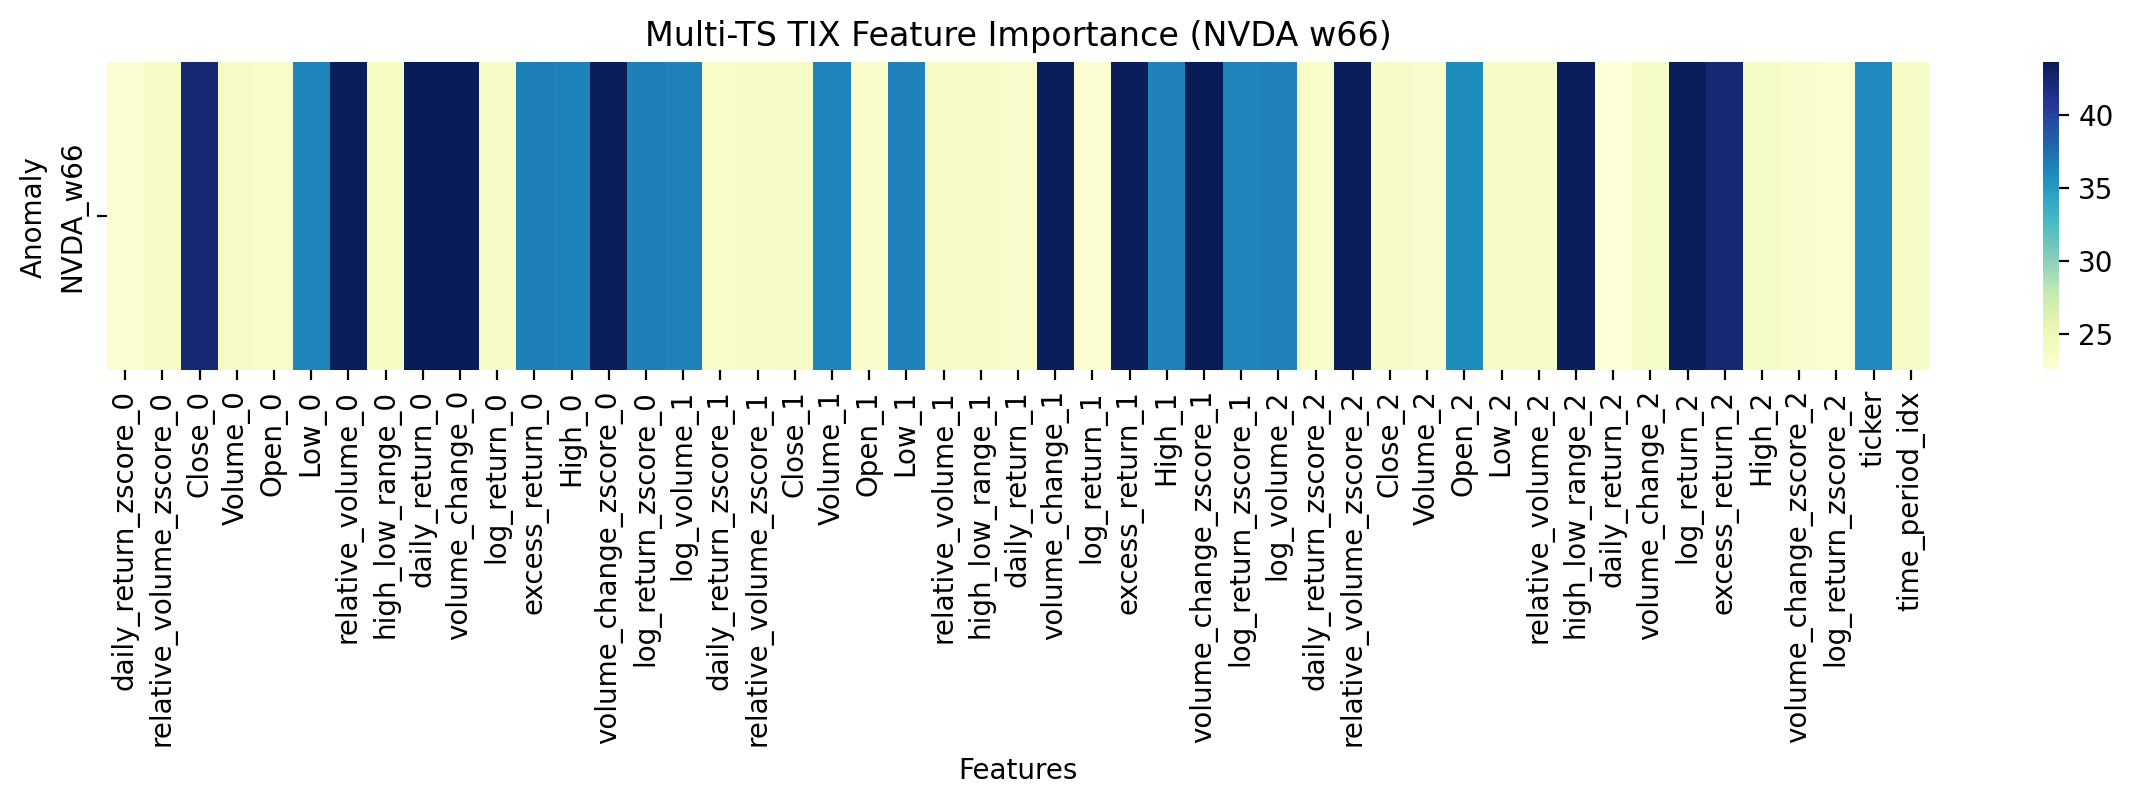 Multi-TS TIX Feature Importance (NVDA w66)
Anomaly
NVDA_w66
40
35
30
25
daily_return_zscore_0
relative_volume_zscore_0
Close_0
Volume_0
Open_0
Low_0
relative_volume_0
high_low_range_0
daily_return_0
volume_change_0
log_return_0
excess_return_0
High_0
volume_change_zscore_0
log_return_zscore_0
log_volume_1
daily_return_zscore_1
relative_volume_zscore_1
Close_1
Volume_1
Open_1
Low_1
relative_volume_1
high_low_range_1
daily_return_1
volume_change_1
log_return_1
excess_return_1
High_1
volume_change_zscore_1
log_return_zscore_1
log_volume_2
daily_return_zscore_2
relative_volume_zscore_2
Close_2
Volume_2
Open_2
Low_2
relative_volume_2
high_low_range_2
daily_return_2
volume_change_2
log_return_2
excess_return_2
High_2
volume_change_zscore_2
log_return_zscore_2
ticker
time_period_idx
Features